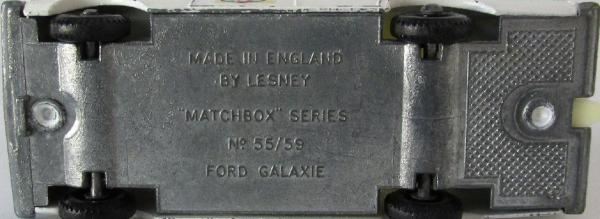 MADE IN ENGLAND
BY LESNEY
"MATCHBOX" SERIES
Nº 55/59
FORD GALAXIE